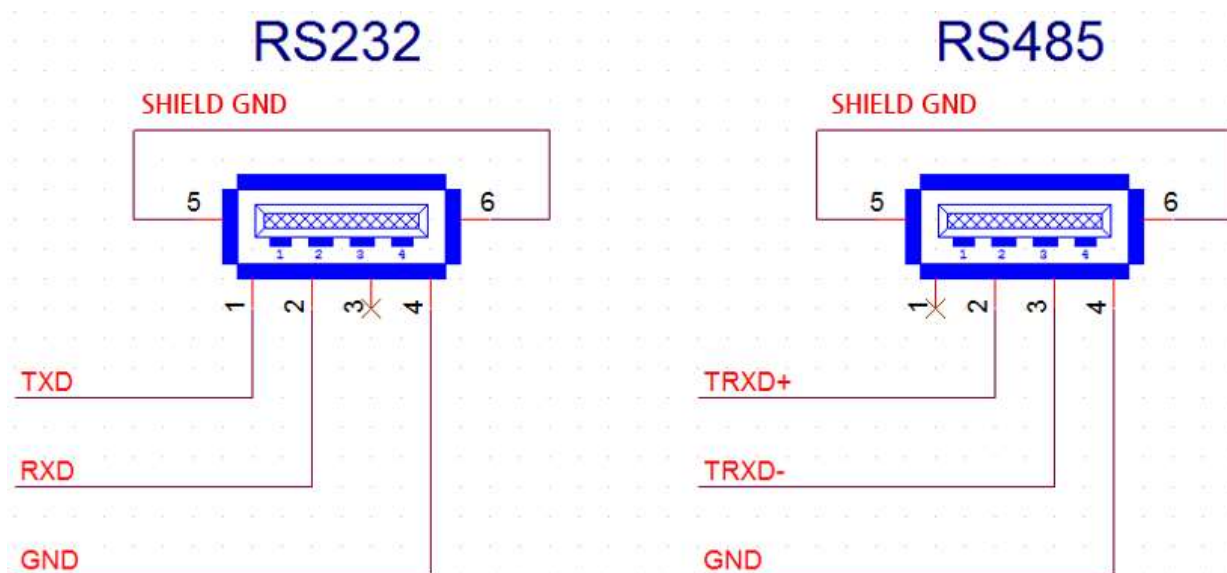 RS232
SHIELD GND
5 6
1 2 3 4
1 2 3 4
TXD
RXD
GND
RS485
SHIELD GND
5 6
1 2 3 4
1 2 3 4
TRXD+
TRXD-
GND